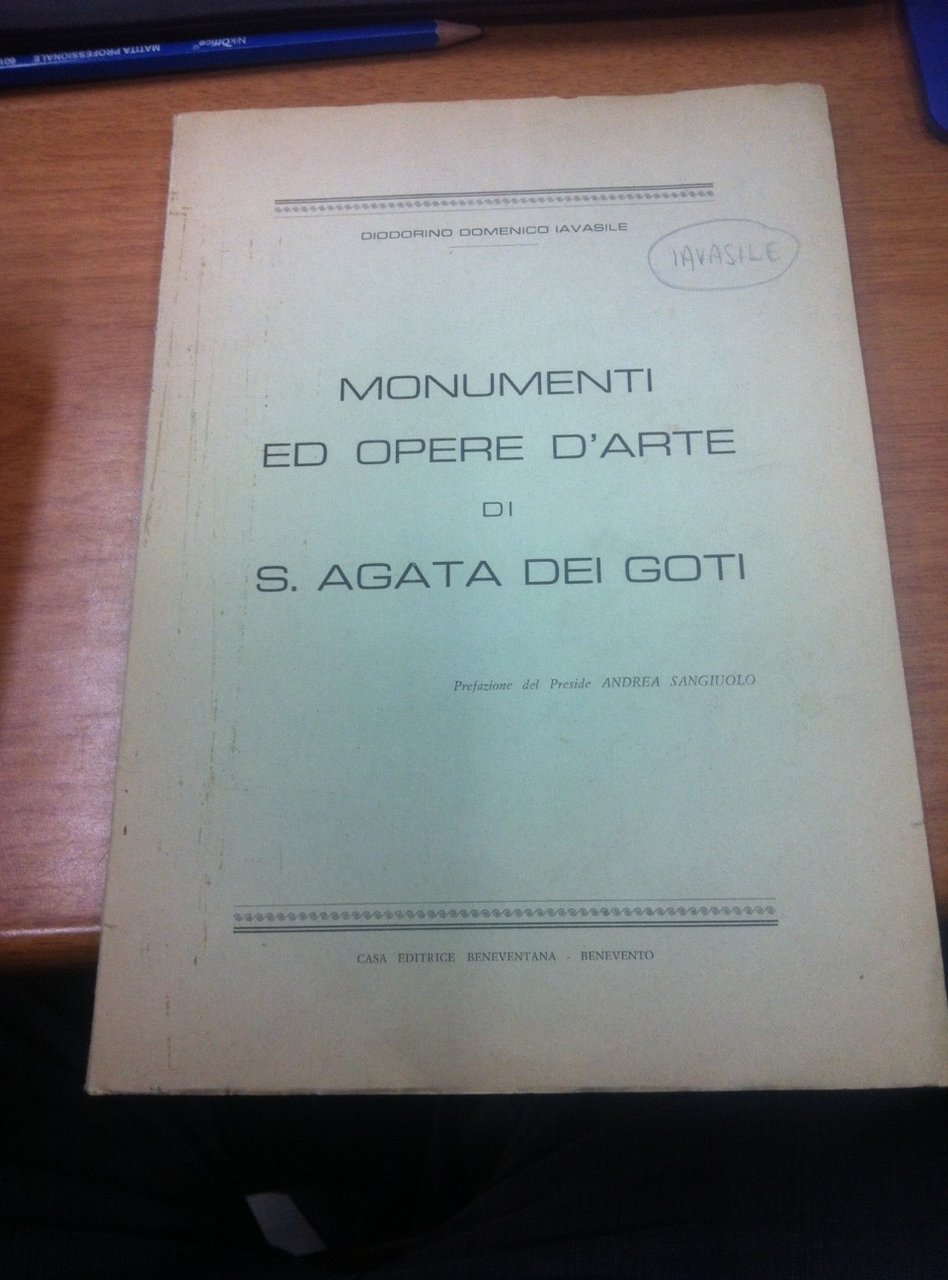 NikOffice® MATITA PROFESSIONALE
DIODORINO DOMENICO IAVASILE
IAVASILE
MONUMENTI
ED OPERE D'ARTE
DI
S. AGATA DEI GOTI
Prefazione del Preside ANDREA SANGIUOLO
CASA EDITRICE BENEVENTANA - BENEVENTO